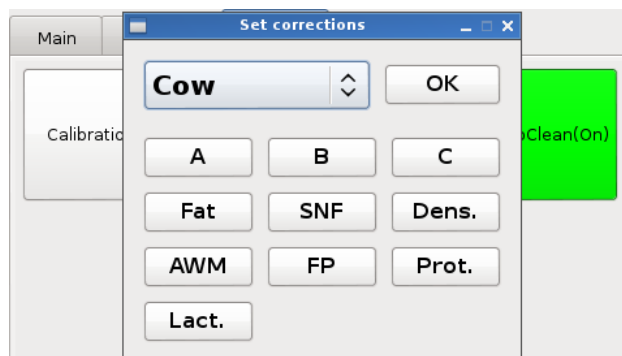 Set corrections
Main
Cow
OK
Calibratio
oClean(On)
A
B
C
Fat
SNF
Dens.
AWM
FP
Prot.
Lact.